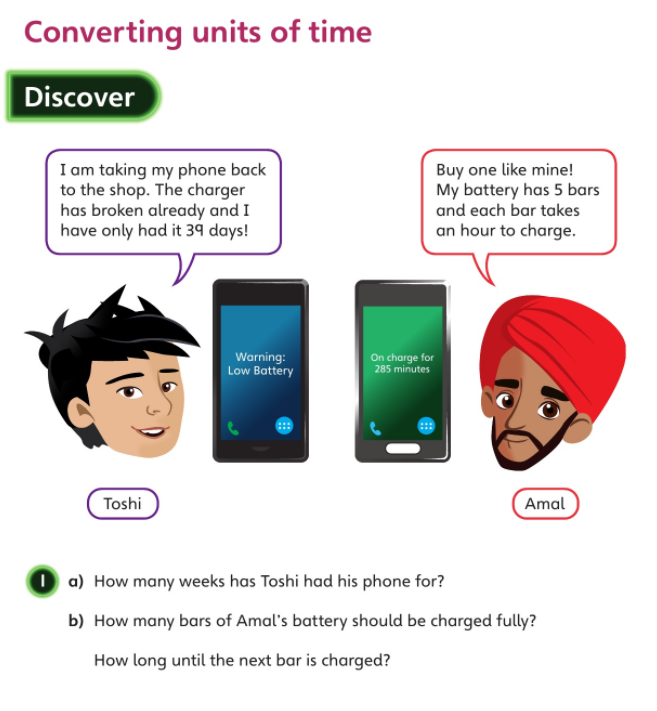 Converting units of time
Discover
I am taking my phone back
to the shop. The charger
has broken already and I
have only had it 39 days!
Buy one like mine!
My battery has 5 bars
and each bar takes
an hour to charge.
Warning:
Low Battery
On charge for
285 minutes
Toshi
Amal
1 a) How many weeks has Toshi had his phone for?
b) How many bars of Amal's battery should be charged fully?
How long until the next bar is charged?